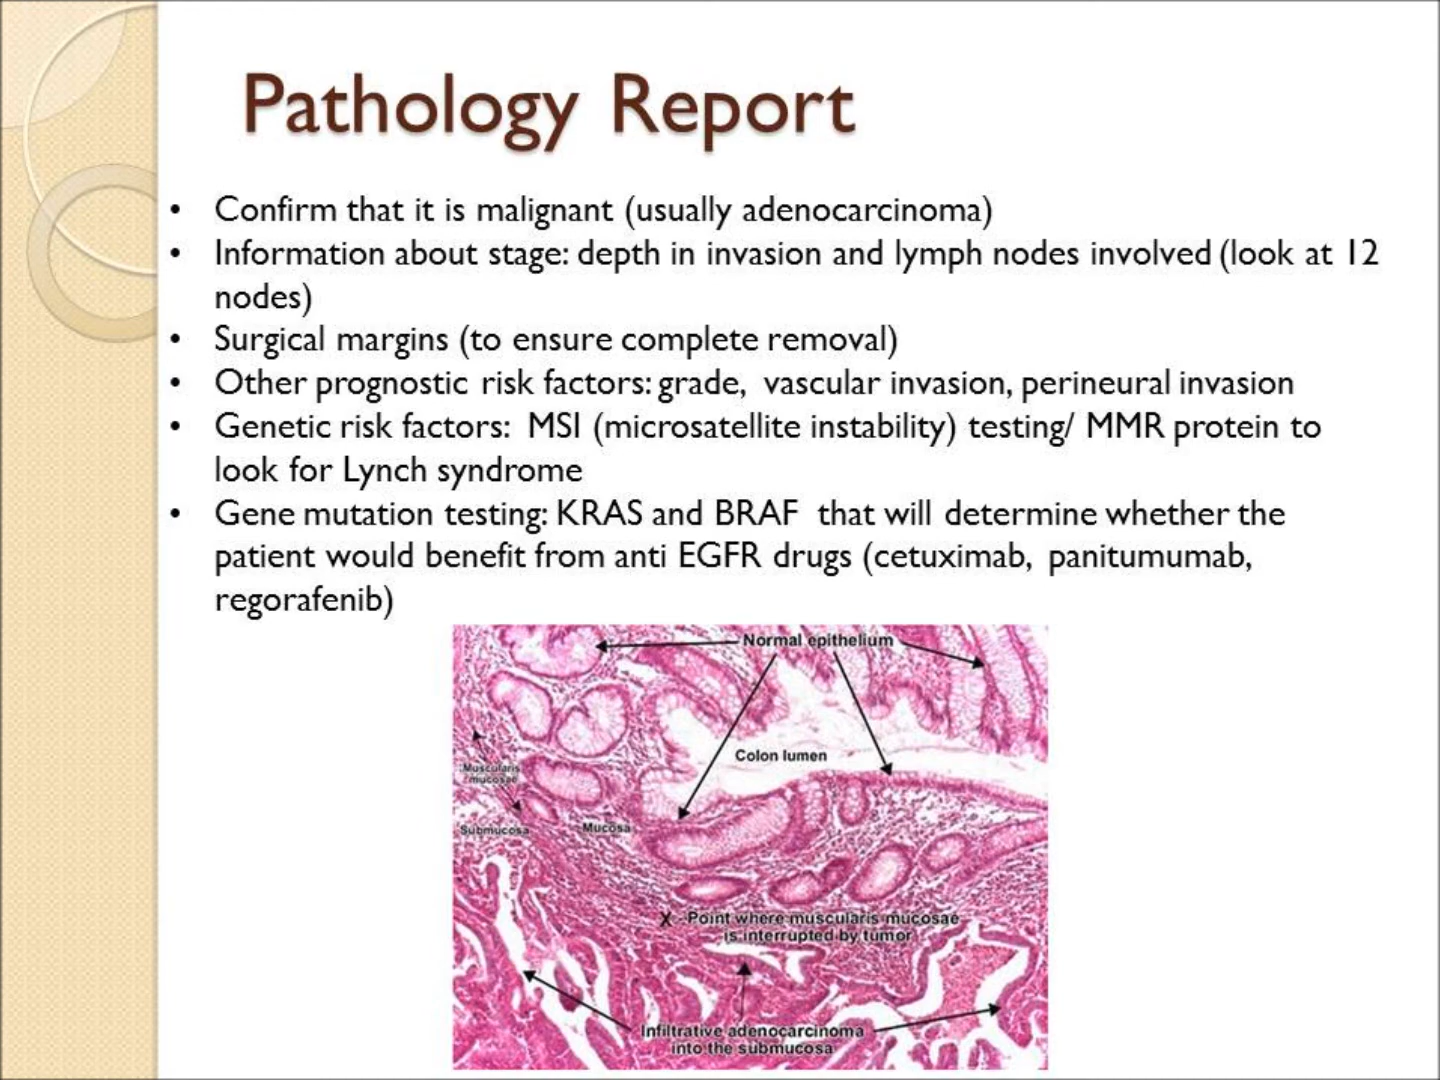 Pathology Report
• Confirm that it is malignant (usually adenocarcinoma)
• Information about stage: depth in invasion and lymph nodes involved (look at 12
nodes)
• Surgical margins (to ensure complete removal)
• Other prognostic risk factors: grade, vascular invasion, perineural invasion
• Genetic risk factors: MSI (microsatellite instability) testing/ MMR protein to
look for Lynch syndrome
• Gene mutation testing: KRAS and BRAF that will determine whether the
patient would benefit from anti EGFR drugs (cetuximab, panitumumab,
regorafenib)
Normal epithelium
Colon lumen
Muscularis
mucosae
Submucosa
Mucosa
X - Point where muscularis mucosae
is interrupted by tumor
Infiltrative adenocarcinoma
into the submucosa